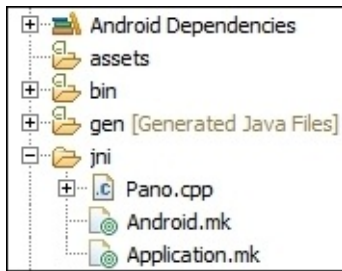 Android Dependencies
assets
bin
gen [Generated Java Files]
jni
.c Pano.cpp
Android.mk
Application.mk